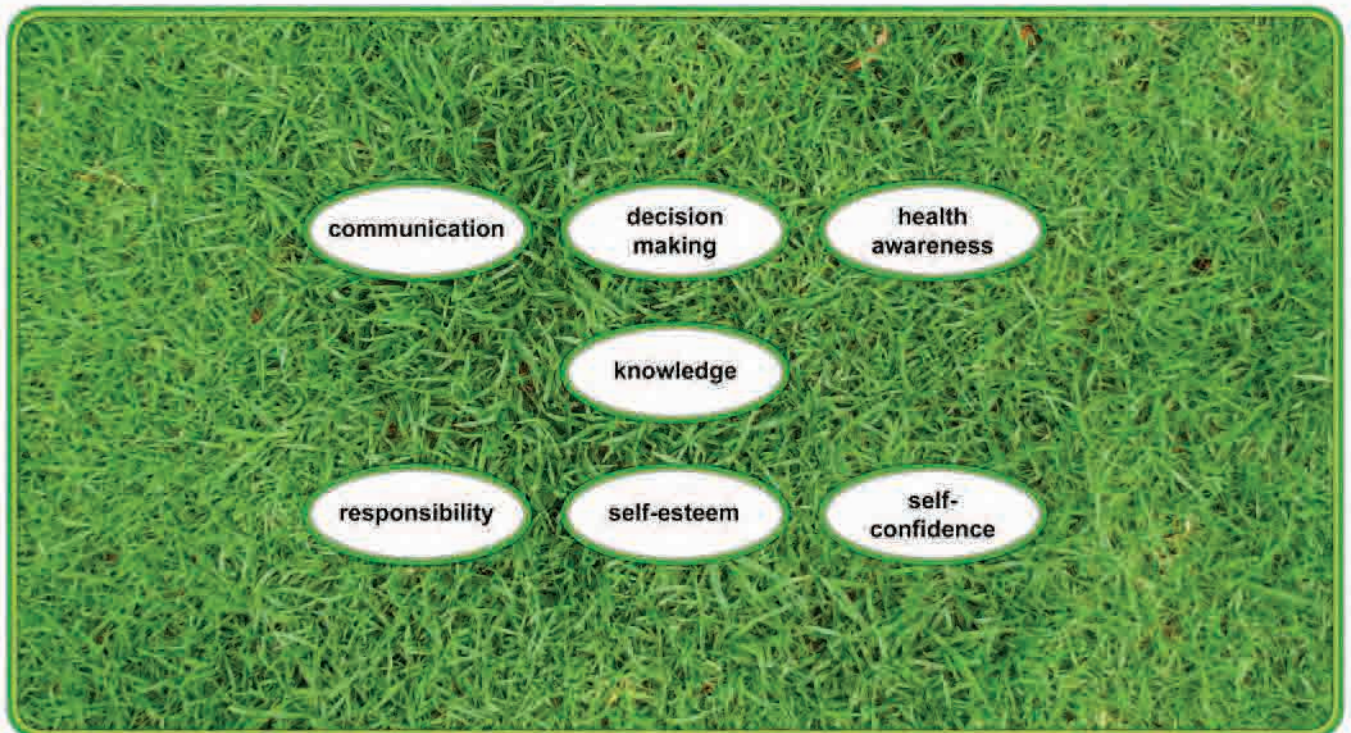 communication
decision
making
health
awareness
knowledge
responsibility
self-esteem
self-
confidence